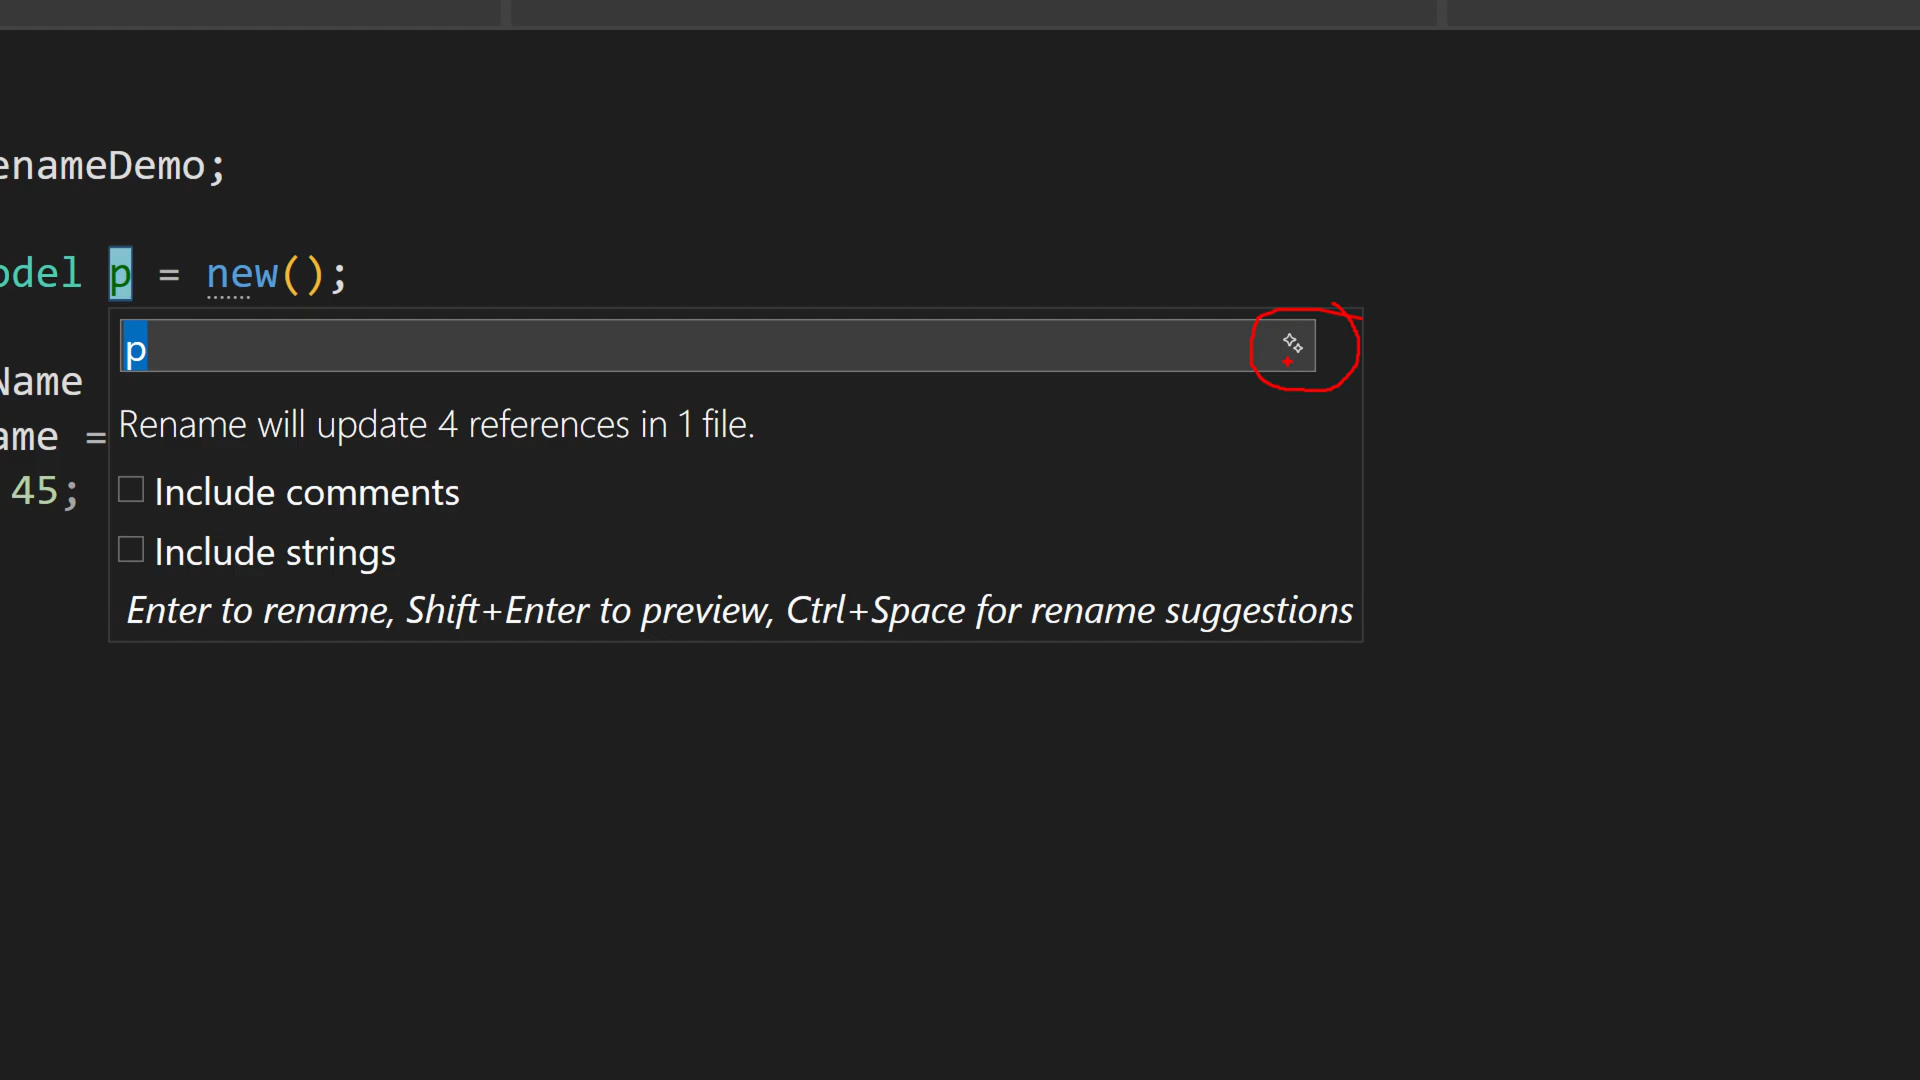 enameDemo;
odel p = new();
p
Name
Rename will update 4 references in 1 file.
ame =
45;
Include comments
Include strings
Enter to rename, Shift+Enter to preview, Ctrl+Space for rename suggestions